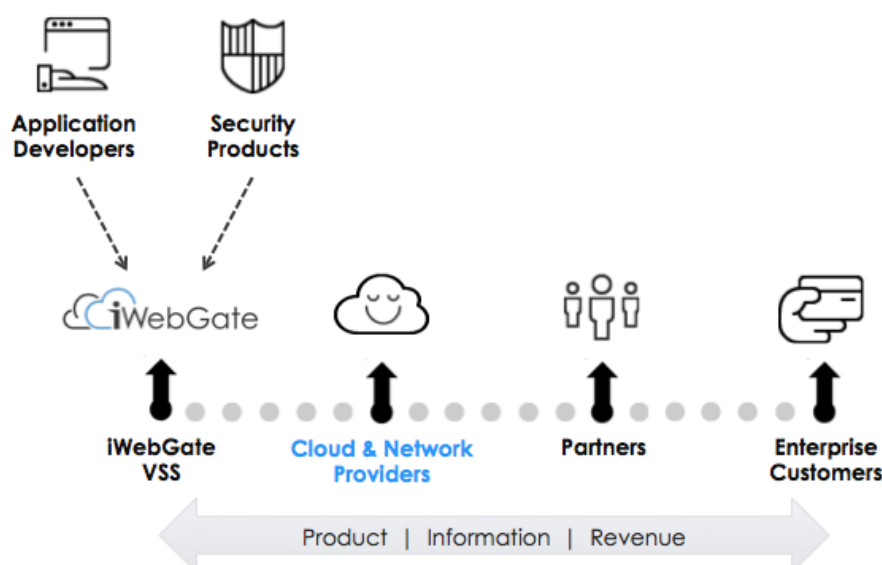 Application
Developers
Security
Products
iWebGate
iWebGate
VSS
Cloud & Network
Providers
Partners
Enterprise
Customers
Product | Information | Revenue